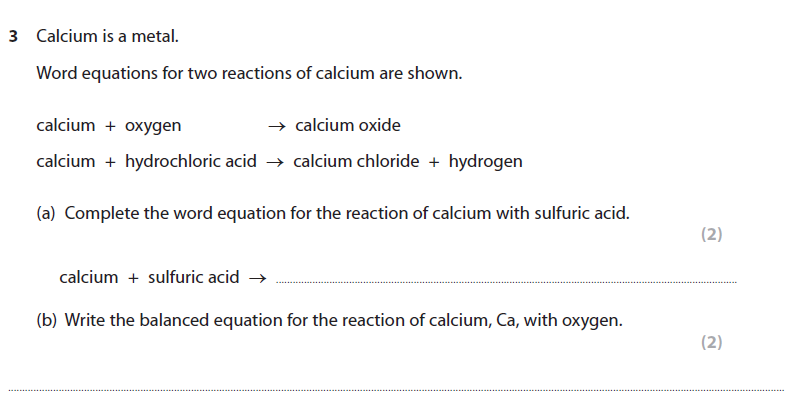 3 Calcium is a metal.
Word equations for two reactions of calcium are shown.
calcium + oxygen → calcium oxide
calcium + hydrochloric acid → calcium chloride + hydrogen
(a) Complete the word equation for the reaction of calcium with sulfuric acid.
(2)
calcium + sulfuric acid → ........................................................................
(b) Write the balanced equation for the reaction of calcium, Ca, with oxygen.
(2)
........................................................................